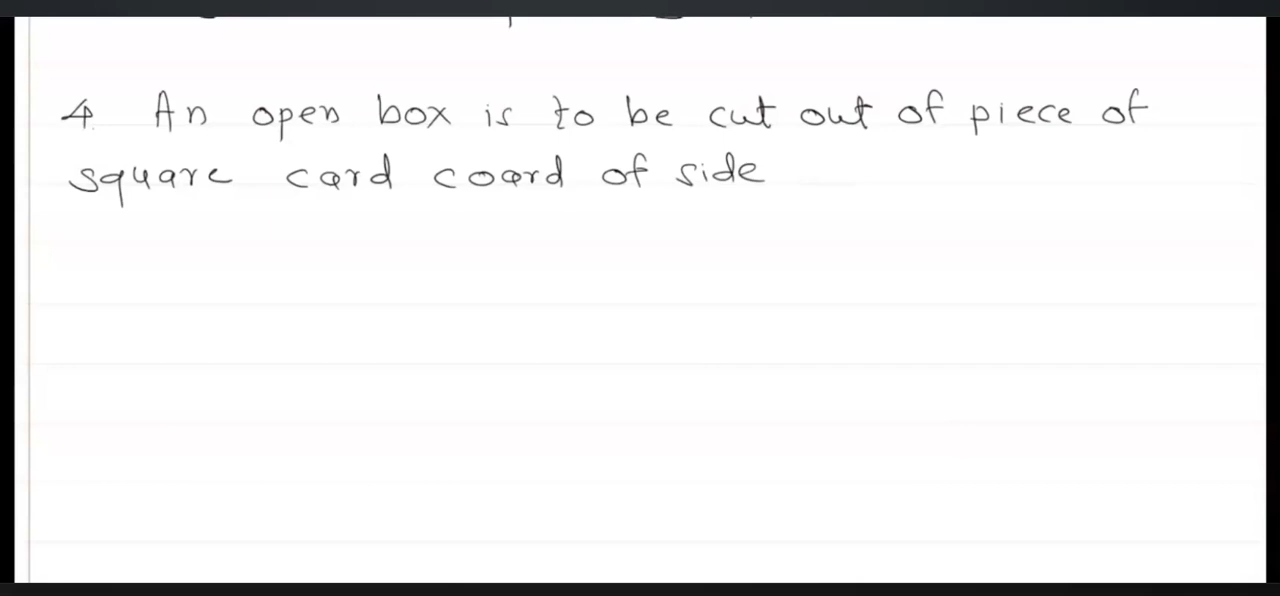 4. An open box is to be cut out of piece of
square card coard of side